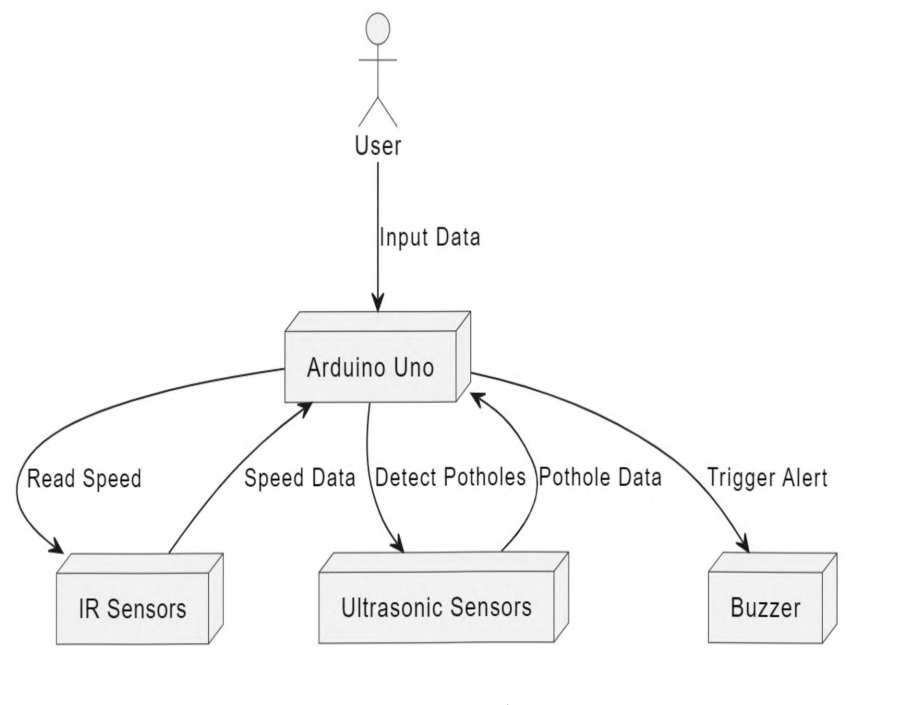 User
Input Data
Arduino Uno
Read Speed
Speed Data
Detect Potholes
Pothole Data
Trigger Alert
IR Sensors
Ultrasonic Sensors
Buzzer